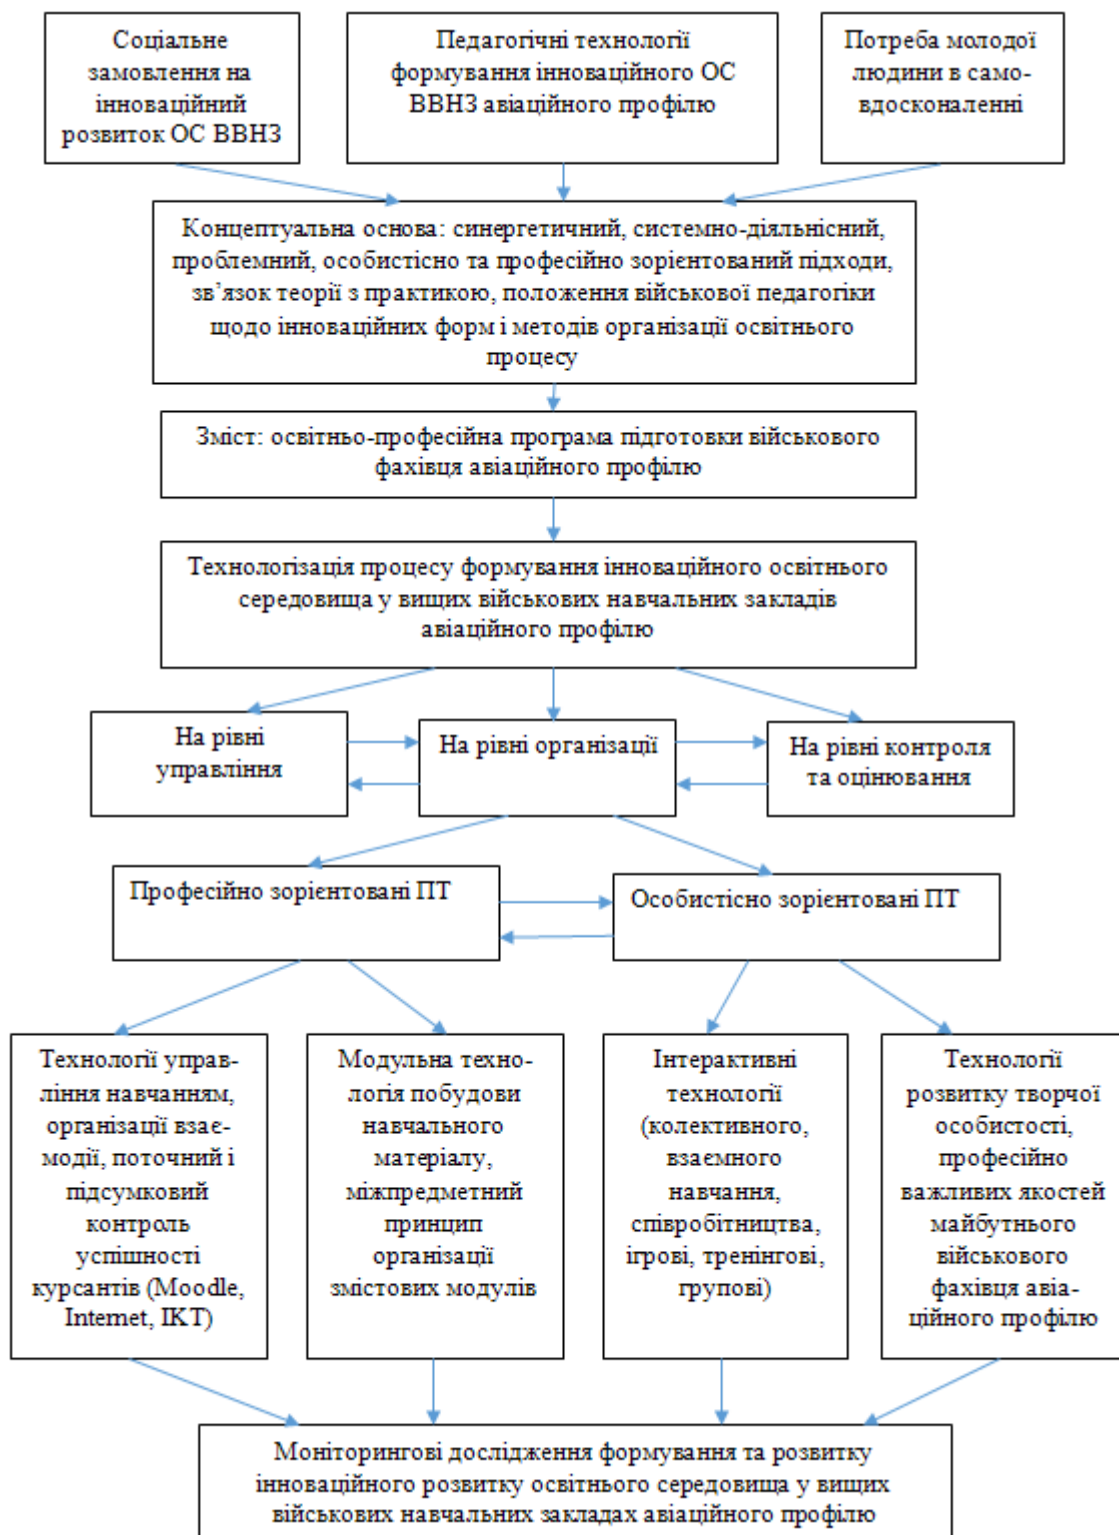 Соціальне
замовлення на
інноваційний
розвиток ОС ВВНЗ
Педагогічні технології
формування інноваційного ОС
ВВНЗ авіаційного профілю
Потреба молодої
людини в само-
вдосконаленні
Концептуальна основа: синергетичний, системно-діяльнісний,
проблемний, особистісно та професійно зорієнтований підходи,
зв’язок теорії з практикою, положення військової педагогіки
щодо інноваційних форм і методів організації освітнього
процесу
Зміст: освітньо-професійна програма підготовки військового
фахівця авіаційного профілю
Технологізація процесу формування інноваційного освітнього
середовища у вищих військових навчальних закладів
авіаційного профілю
На рівні
управління
На рівні організації
На рівні контроля
та оцінювання
Професійно зорієнтовані ПТ
Особистісно зорієнтовані ПТ
Технології управ-
ління навчанням,
організації взає-
модії, поточний і
підсумковий
контроль
успішності
курсантів (Moodle,
Internet, ІКТ)
Модульна техно-
логія побудови
навчального
матеріалу,
міжпредметний
принцип
організації
змістових модулів
Інтерактивні
технології
(колективного,
взаємного
навчання,
співробітництва,
ігрові, тренінгові,
групові)
Технології
розвитку творчої
особистості,
професійно
важливих якостей
майбутнього
військового
фахівця авіа-
ційного профілю
Моніторингові дослідження формування та розвитку
інноваційного розвитку освітнього середовища у вищих
військових навчальних закладах авіаційного профілю